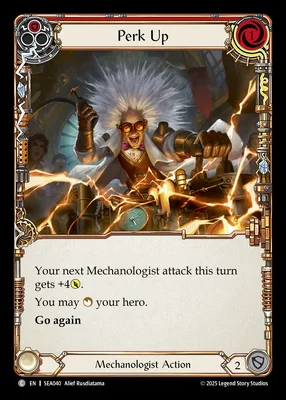 Perk Up
Your next Mechanologist attack this turn
gets +4.
You may your hero.
Go again
Mechanologist Action
2
C EN SEA040 Alief Rusdiatama
© 2025 Legend Story Studios